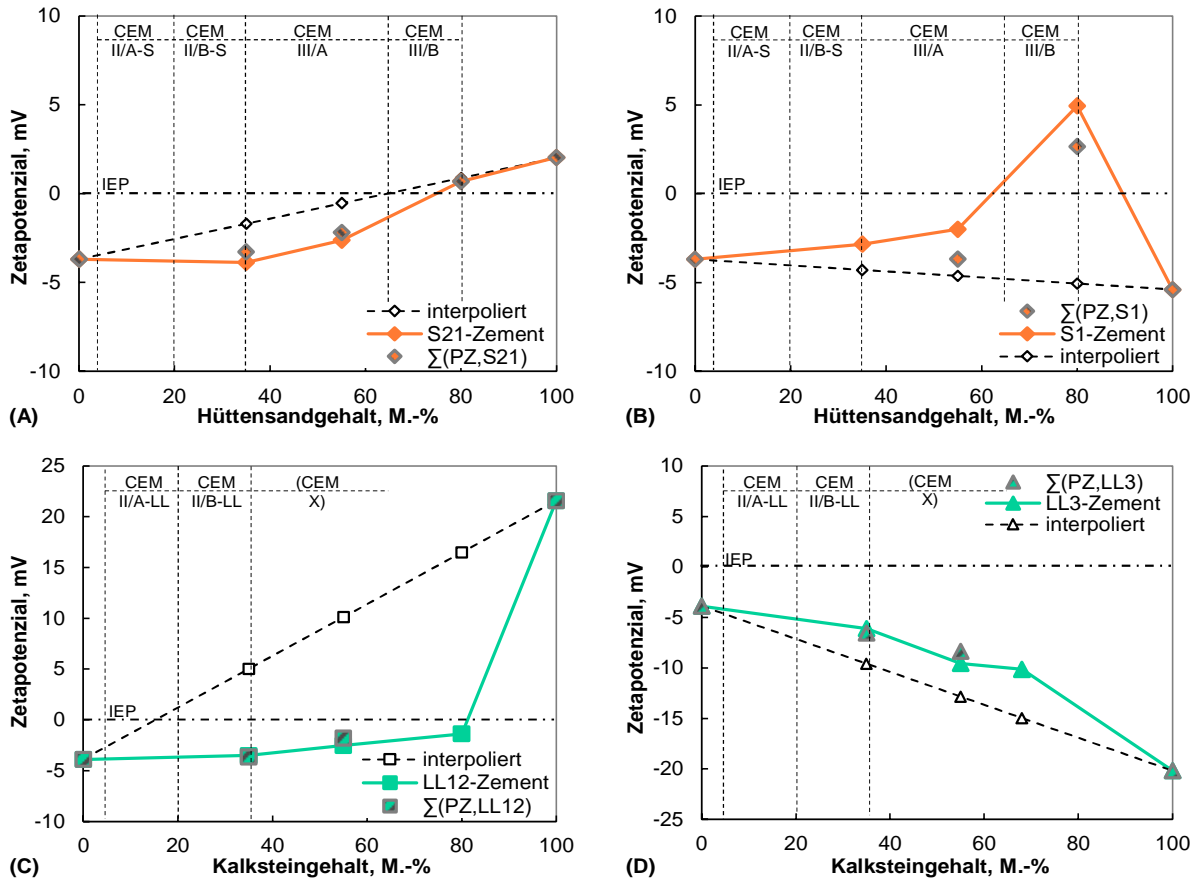 10
5
0
-5
-10
Zetapotenzial, mV
CEM
II/A-S
CEM
II/B-S
CEM
III/A
CEM
III/B
IEP
interpoliert
S21-Zement
∑(PZ,S21)
0 20 40 60 80 100
Hüttensandgehalt, M.-%
(A)
10
5
0
-5
-10
Zetapotenzial, mV
CEM
II/A-S
CEM
II/B-S
CEM
III/A
CEM
III/B
IEP
∑(PZ,S1)
S1-Zement
interpoliert
0 20 40 60 80 100
Hüttensandgehalt, M.-%
(B)
25
20
15
10
5
0
-5
-10
Zetapotenzial, mV
CEM
II/A-LL
CEM
II/B-LL
(CEM
X)
IEP
interpoliert
LL12-Zement
∑(PZ,LL12)
0 20 40 60 80 100
Kalksteingehalt, M.-%
(C)
10
5
0
-5
-10
-15
-20
-25
Zetapotenzial, mV
CEM
II/A-LL
CEM
II/B-LL
(CEM
X)
IEP
∑(PZ,LL3)
LL3-Zement
interpoliert
0 20 40 60 80 100
Kalksteingehalt, M.-%
(D)